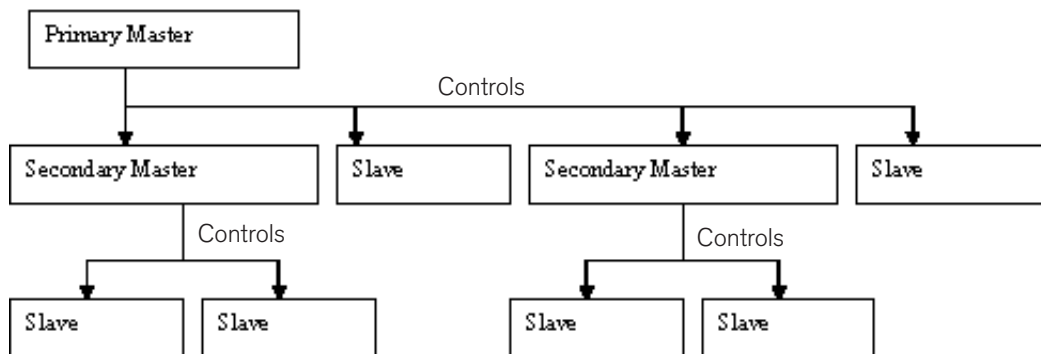 Primary Master
Controls
Secondary Master
Slave
Secondary Master
Slave
Controls
Controls
Slave
Slave
Slave
Slave